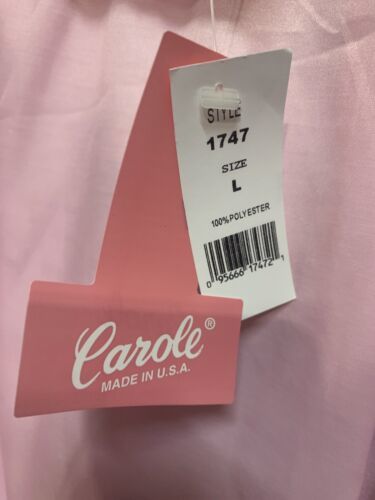 STYLE
1747
SIZE
L
100% POLYESTER
0 95666 17472 1
Carole®
MADE IN U.S.A.